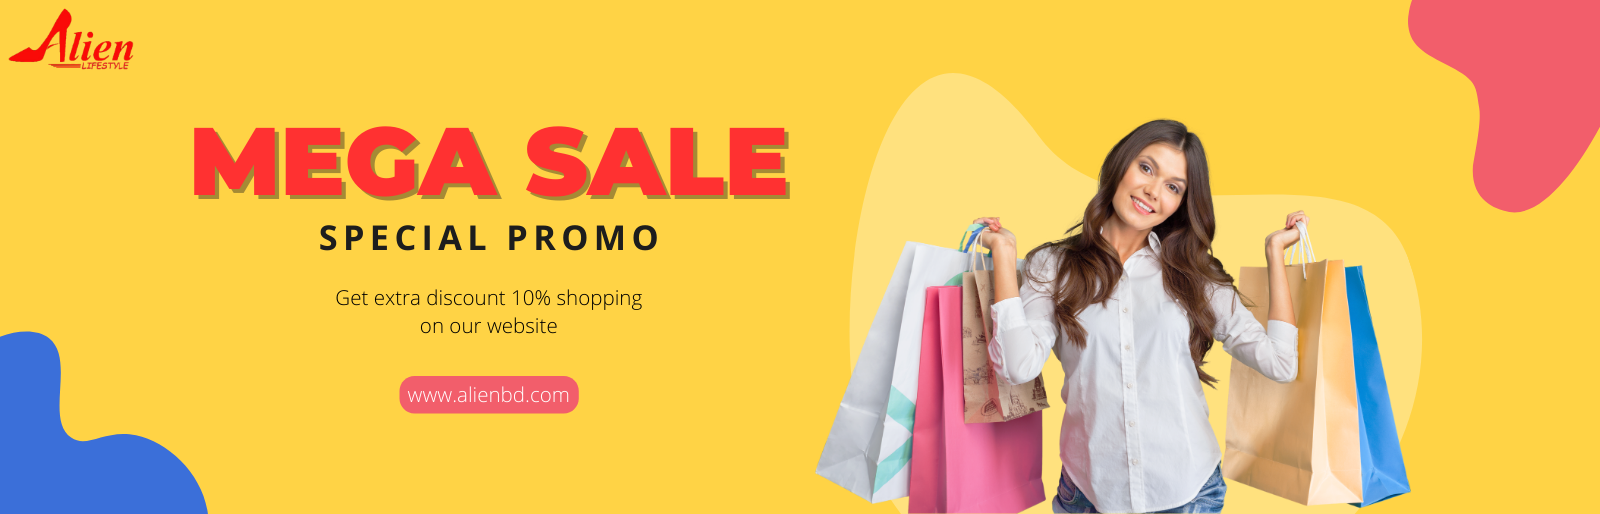 Alien
LIFESTYLE
MEGA SALE
SPECIAL PROMO
Get extra discount 10% shopping
on our website
www.alienbd.com